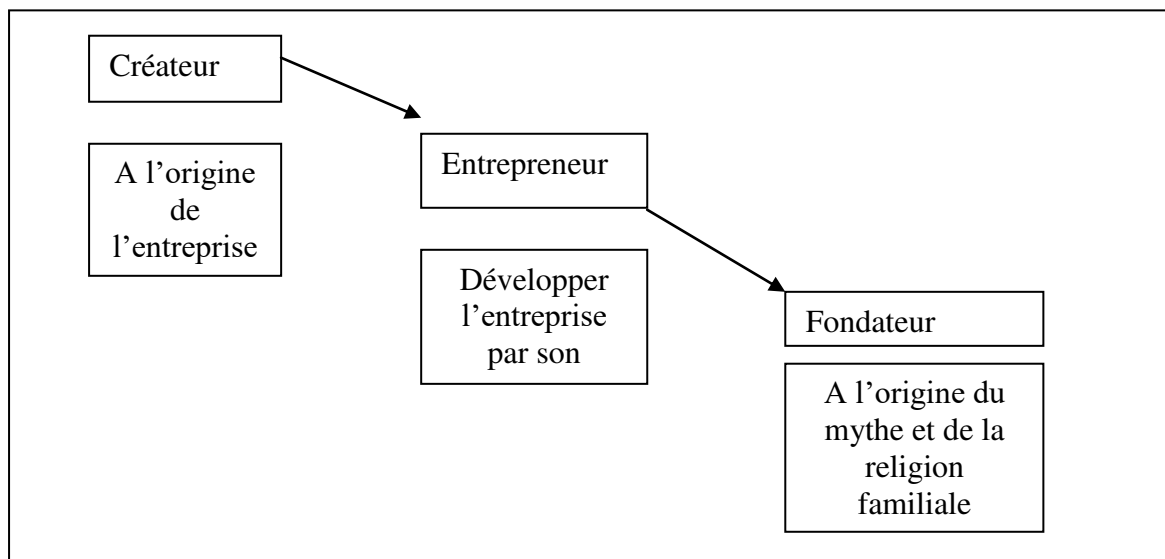 Créateur
A l’origine
de
l’entreprise
Entrepreneur
Développer
l’entreprise
par son
Fondateur
A l’origine du
mythe et de la
religion
familiale